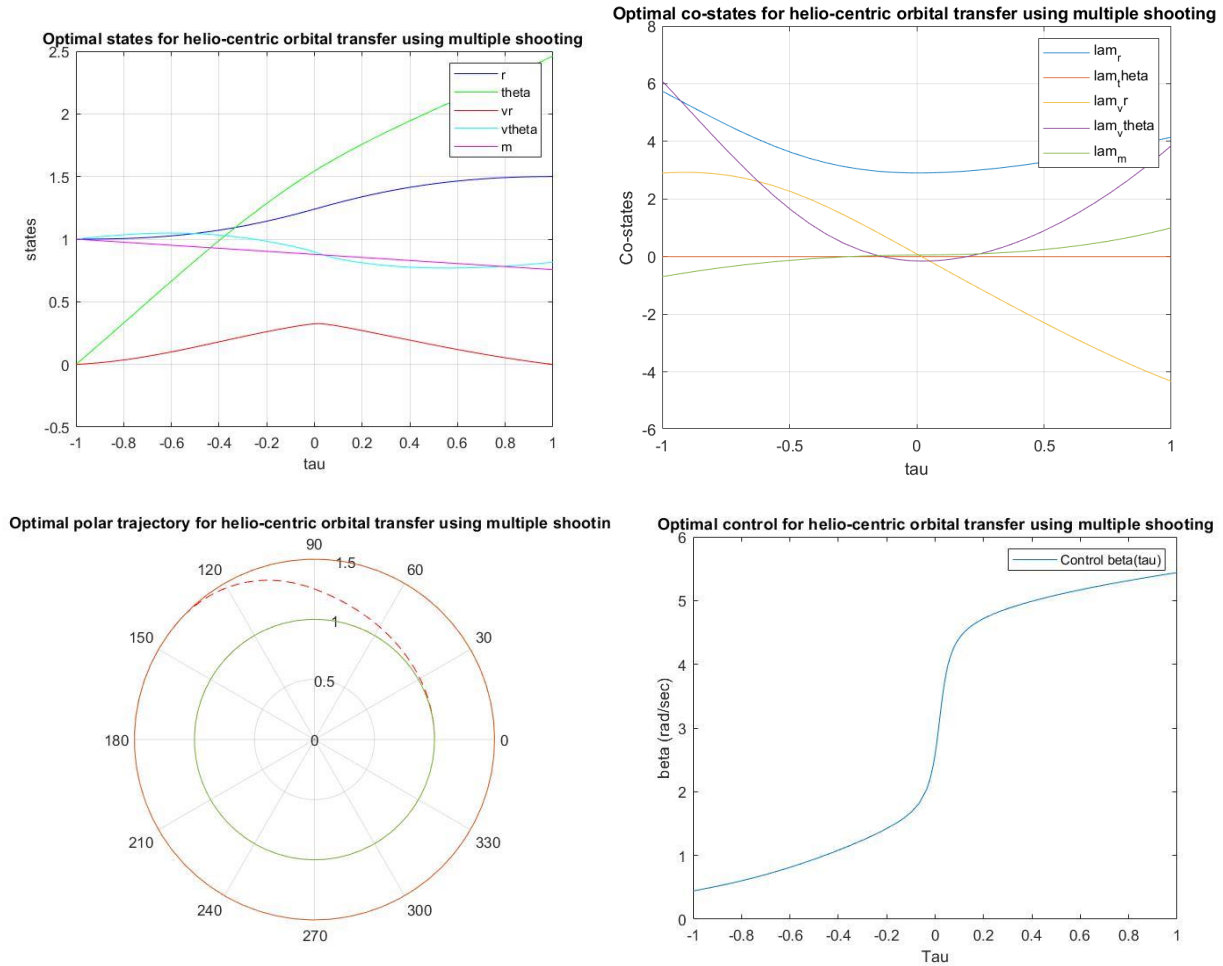 Optimal states for helio-centric orbital transfer using multiple shooting
2.5
2
1.5
1
0.5
0
-0.5
states
r
theta
vr
vtheta
m
-1 -0.8 -0.6 -0.4 -0.2 0 0.2 0.4 0.6 0.8 1
tau
Optimal co-states for helio-centric orbital transfer using multiple shooting
8
6
4
2
0
-2
-4
-6
Co-states
lam_r
lam_theta
lam_vr
lam_vtheta
lam_m
-1 -0.5 0 0.5 1
tau
Optimal polar trajectory for helio-centric orbital transfer using multiple shootin
90
120 1.5 60
150 1 30
0.5
180 0 0
210 330
240 300
270
Optimal control for helio-centric orbital transfer using multiple shooting
6
5
4
3
2
1
0
beta (rad/sec)
Control beta(tau)
-1 -0.8 -0.6 -0.4 -0.2 0 0.2 0.4 0.6 0.8 1
Tau